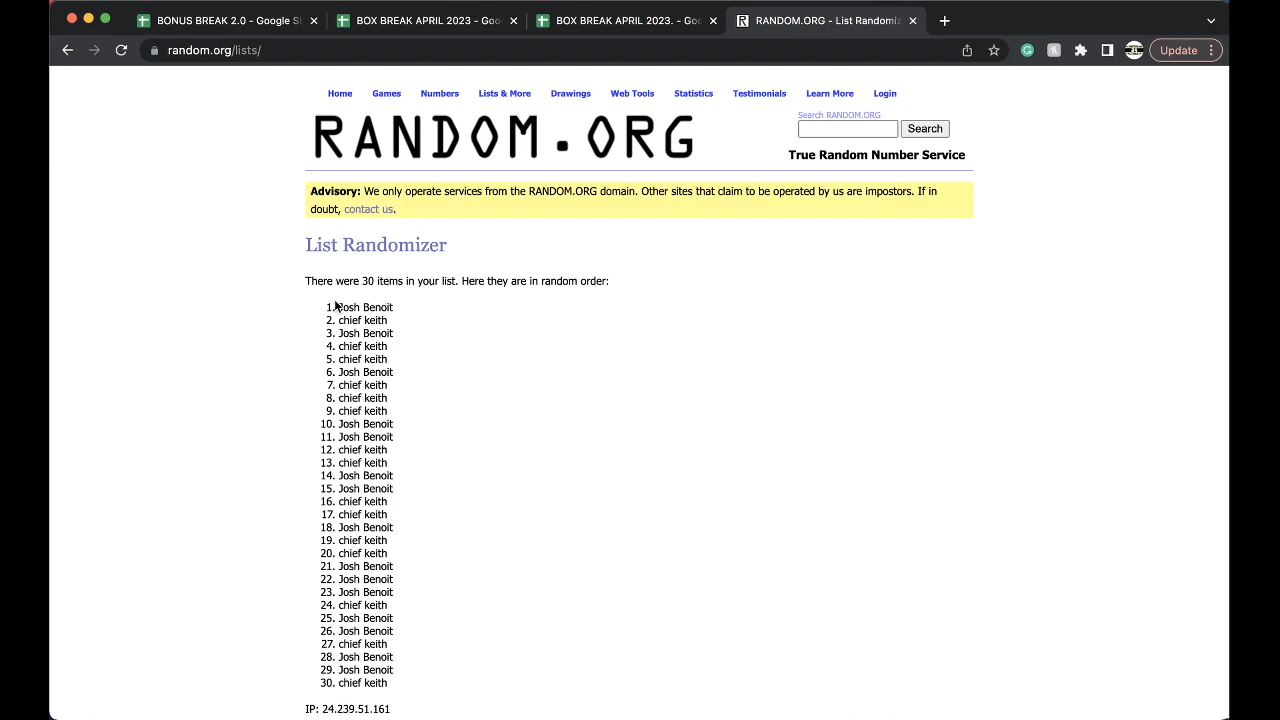 BONUS BREAK 2.0 - Google Sh
BOX BREAK APRIL 2023 - Goo
BOX BREAK APRIL 2023. - Goo
RANDOM.ORG - List Randomiz
random.org/lists/
Update
Home Games Numbers Lists & More Drawings Web Tools Statistics Testimonials Learn More Login
RANDOM.ORG
Search RANDOM.ORG
Search
True Random Number Service
Advisory: We only operate services from the RANDOM.ORG domain. Other sites that claim to be operated by us are impostors. If in
doubt, contact us.
List Randomizer
There were 30 items in your list. Here they are in random order:
1. Josh Benoit
2. chief keith
3. Josh Benoit
4. chief keith
5. chief keith
6. Josh Benoit
7. chief keith
8. chief keith
9. chief keith
10. Josh Benoit
11. Josh Benoit
12. chief keith
13. chief keith
14. Josh Benoit
15. Josh Benoit
16. chief keith
17. chief keith
18. Josh Benoit
19. chief keith
20. chief keith
21. Josh Benoit
22. Josh Benoit
23. Josh Benoit
24. chief keith
25. Josh Benoit
26. Josh Benoit
27. chief keith
28. Josh Benoit
29. Josh Benoit
30. chief keith
IP: 24.239.51.161